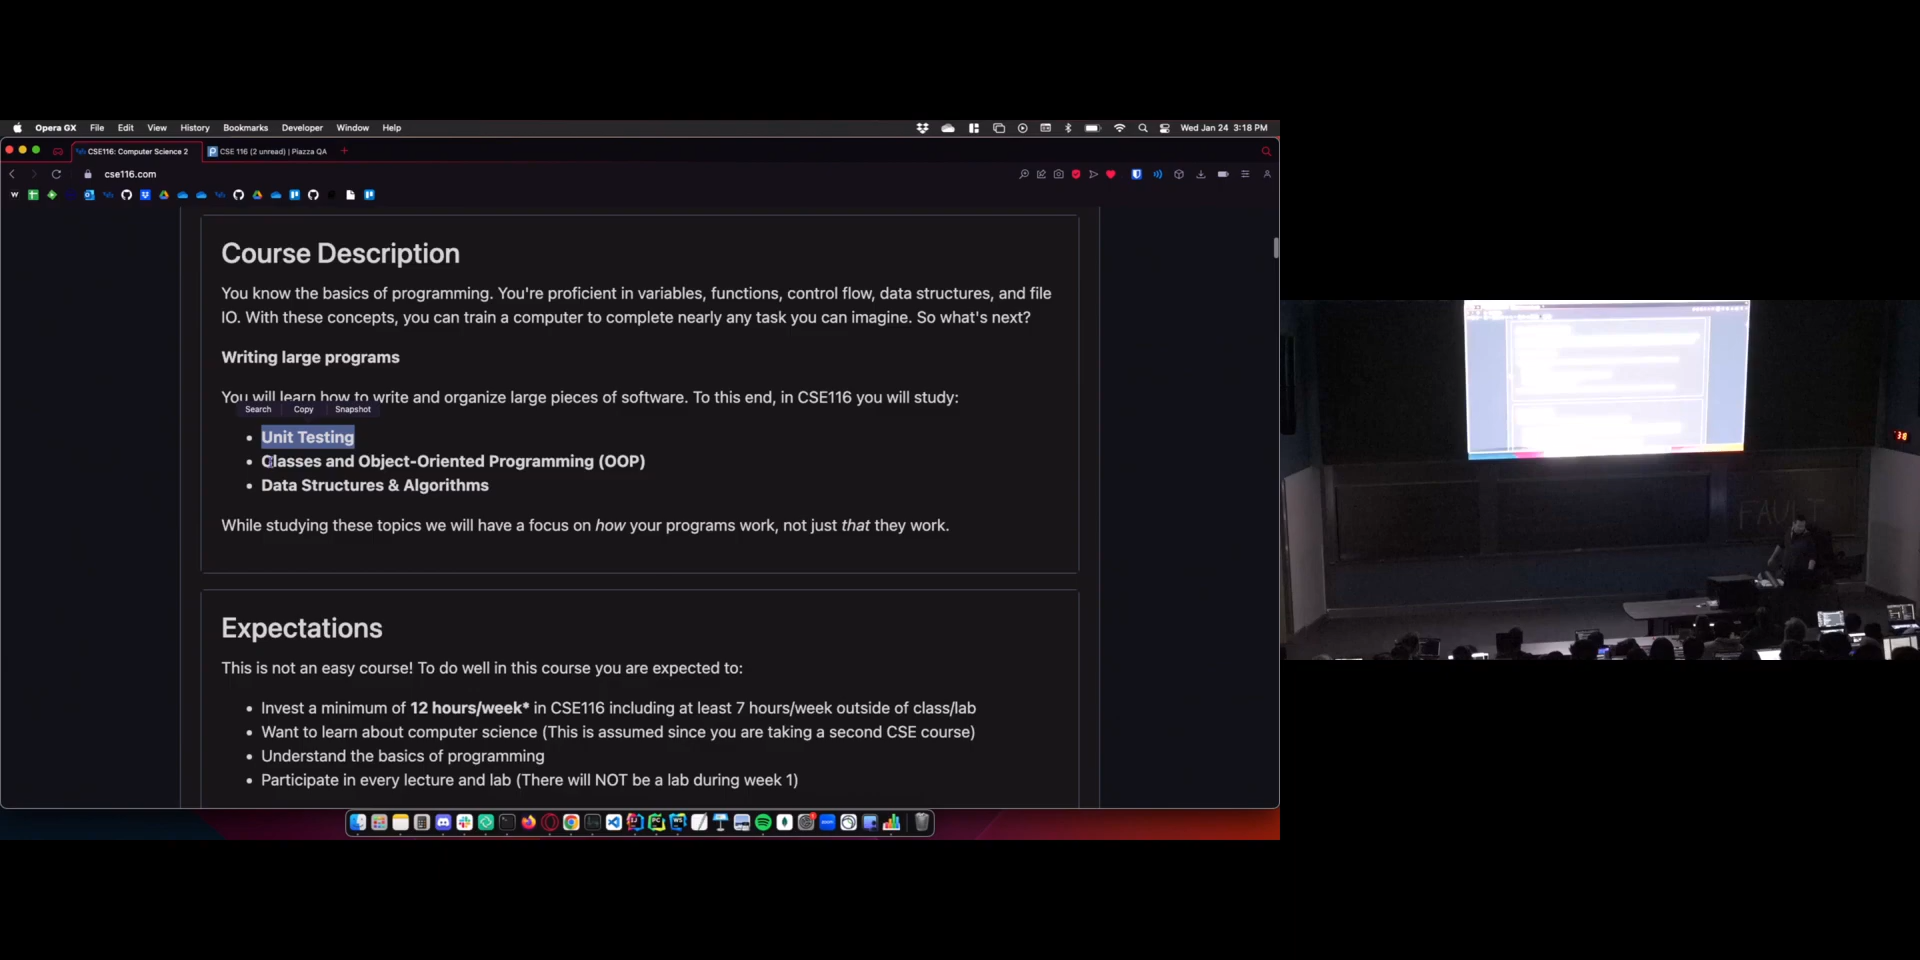 Opera GX File Edit View History Bookmarks Developer Window Help Wed Jan 24 3:18 PM
CSE116: Computer Science 2 CSE 116 (2 unread) | Piazza QA
cse116.com
Course Description
You know the basics of programming. You're proficient in variables, functions, control flow, data structures, and file
IO. With these concepts, you can train a computer to complete nearly any task you can imagine. So what's next?
Writing large programs
You will learn how to write and organize large pieces of software. To this end, in CSE116 you will study:
Search Copy Snapshot
• Unit Testing
• Classes and Object-Oriented Programming (OOP)
• Data Structures & Algorithms
While studying these topics we will have a focus on how your programs work, not just that they work.
Expectations
This is not an easy course! To do well in this course you are expected to:
• Invest a minimum of 12 hours/week* in CSE116 including at least 7 hours/week outside of class/lab
• Want to learn about computer science (This is assumed since you are taking a second CSE course)
• Understand the basics of programming
• Participate in every lecture and lab (There will NOT be a lab during week 1)
FAULT